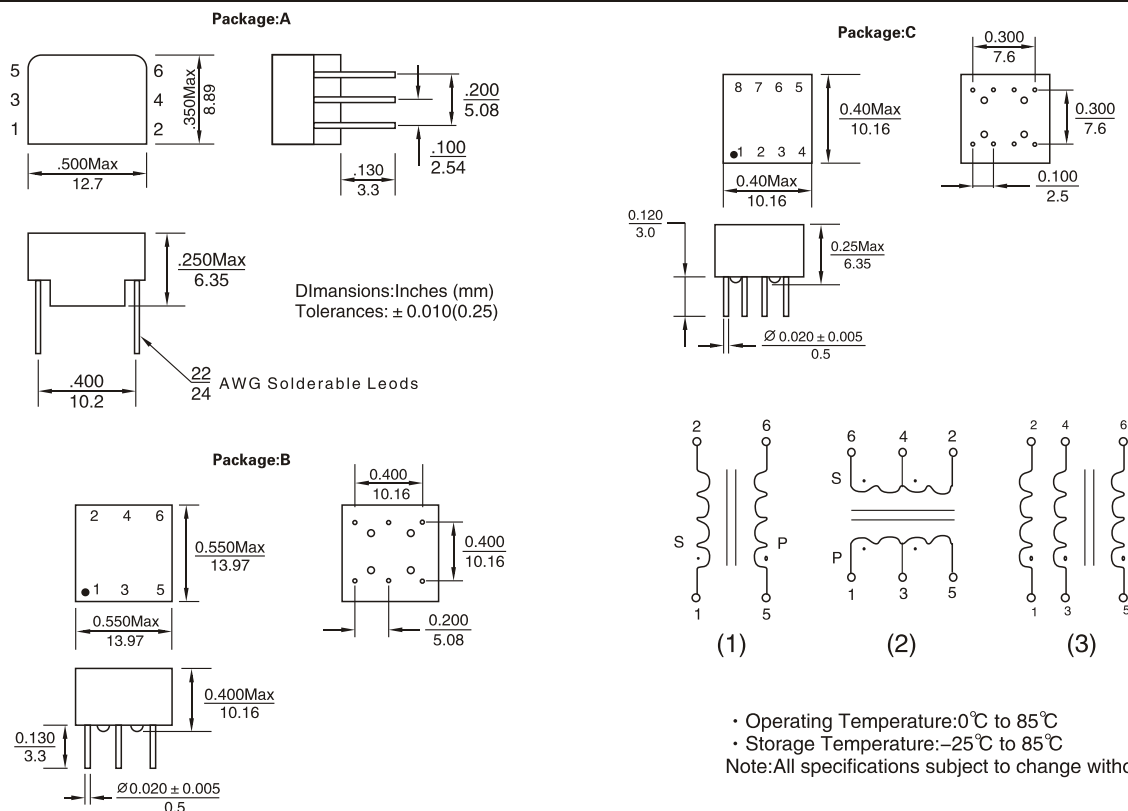 Package:A
5
6
3
4
1
2
.350Max
8.89
.500Max
12.7
.200
5.08
.100
2.54
.130
3.3
.250Max
6.35
DImansions:Inches (mm)
Tolerances: ± 0.010(0.25)
.400
10.2
22
24
AWG Solderable Leods
Package:B
2 4 6
1 3 5
0.550Max
13.97
0.550Max
13.97
0.400
10.16
0.400
10.16
0.200
5.08
0.400Max
10.16
0.130
3.3
Ø0.020 ± 0.005
0.5
Package:C
8 7 6 5
1 2 3 4
0.40Max
10.16
0.40Max
10.16
0.300
7.6
0.300
7.6
0.100
2.5
0.120
3.0
0.25Max
6.35
Ø 0.020 ± 0.005
0.5
2 6
S P
1 5
(1)
6 4 2
S
P
1 3 5
(2)
2 4 6
1 3 5
(3)
· Operating Temperature:0°C to 85°C
· Storage Temperature:–25°C to 85°C
Note:All specifications subject to change witho